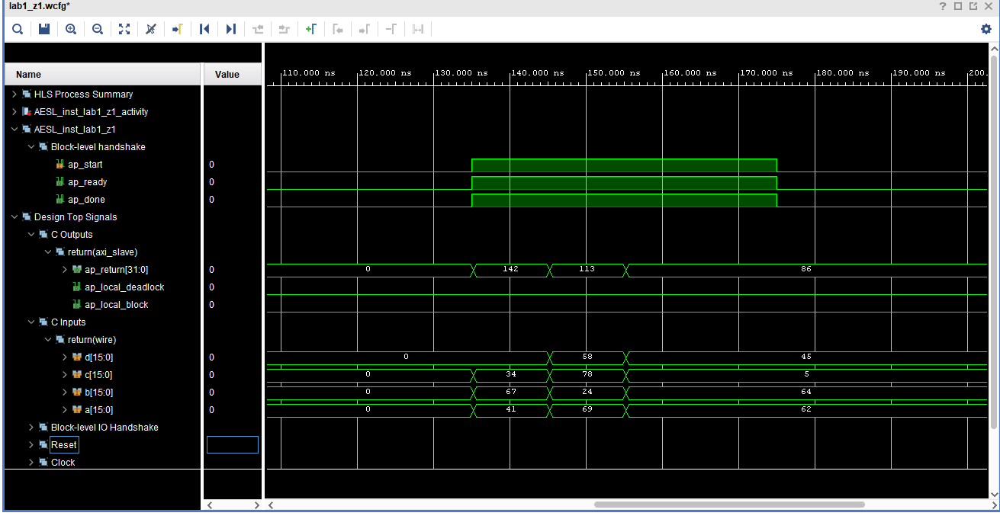 lab1_z1.wcfg*
Name Value
110.000 ns 120.000 ns 130.000 ns 140.000 ns 150.000 ns 160.000 ns 170.000 ns 180.000 ns 190.000 ns 200.
HLS Process Summary
AESL_inst_lab1_z1_activity
AESL_inst_lab1_z1
Block-level handshake
ap_start 0
ap_ready 0
ap_done 0
Design Top Signals
C Outputs
return(axi_slave)
ap_return[31:0] 0 0 142 113 86
ap_local_deadlock 0
ap_local_block 0
C Inputs
return(wire)
d[15:0] 0 0 58 45
c[15:0] 0 0 34 78 5
b[15:0] 0 0 67 24 64
a[15:0] 0 0 41 69 62
Block-level IO Handshake
Reset
Clock